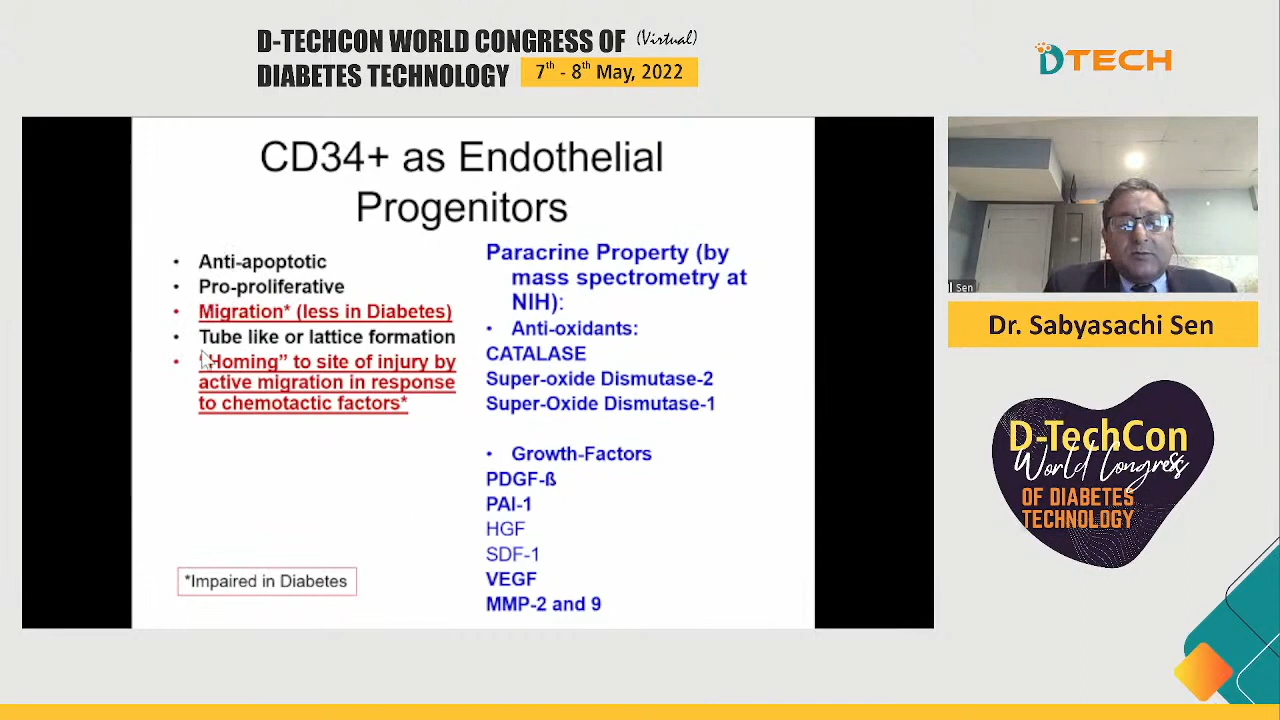 D-TECHCON WORLD CONGRESS OF (Virtual)
DIABETES TECHNOLOGY 7th - 8th May, 2022
DTECH
CD34+ as Endothelial
Progenitors
• Anti-apoptotic
• Pro-proliferative
• Migration* (less in Diabetes)
• Tube like or lattice formation
• "Homing" to site of injury by
active migration in response
to chemotactic factors*
*Impaired in Diabetes
Paracrine Property (by
mass spectrometry at
NIH):
• Anti-oxidants:
CATALASE
Super-oxide Dismutase-2
Super-Oxide Dismutase-1
• Growth-Factors
PDGF-ß
PAI-1
HGF
SDF-1
VEGF
MMP-2 and 9
Sen
Dr. Sabyasachi Sen
D-TechCon
World Congress
OF DIABETES
TECHNOLOGY